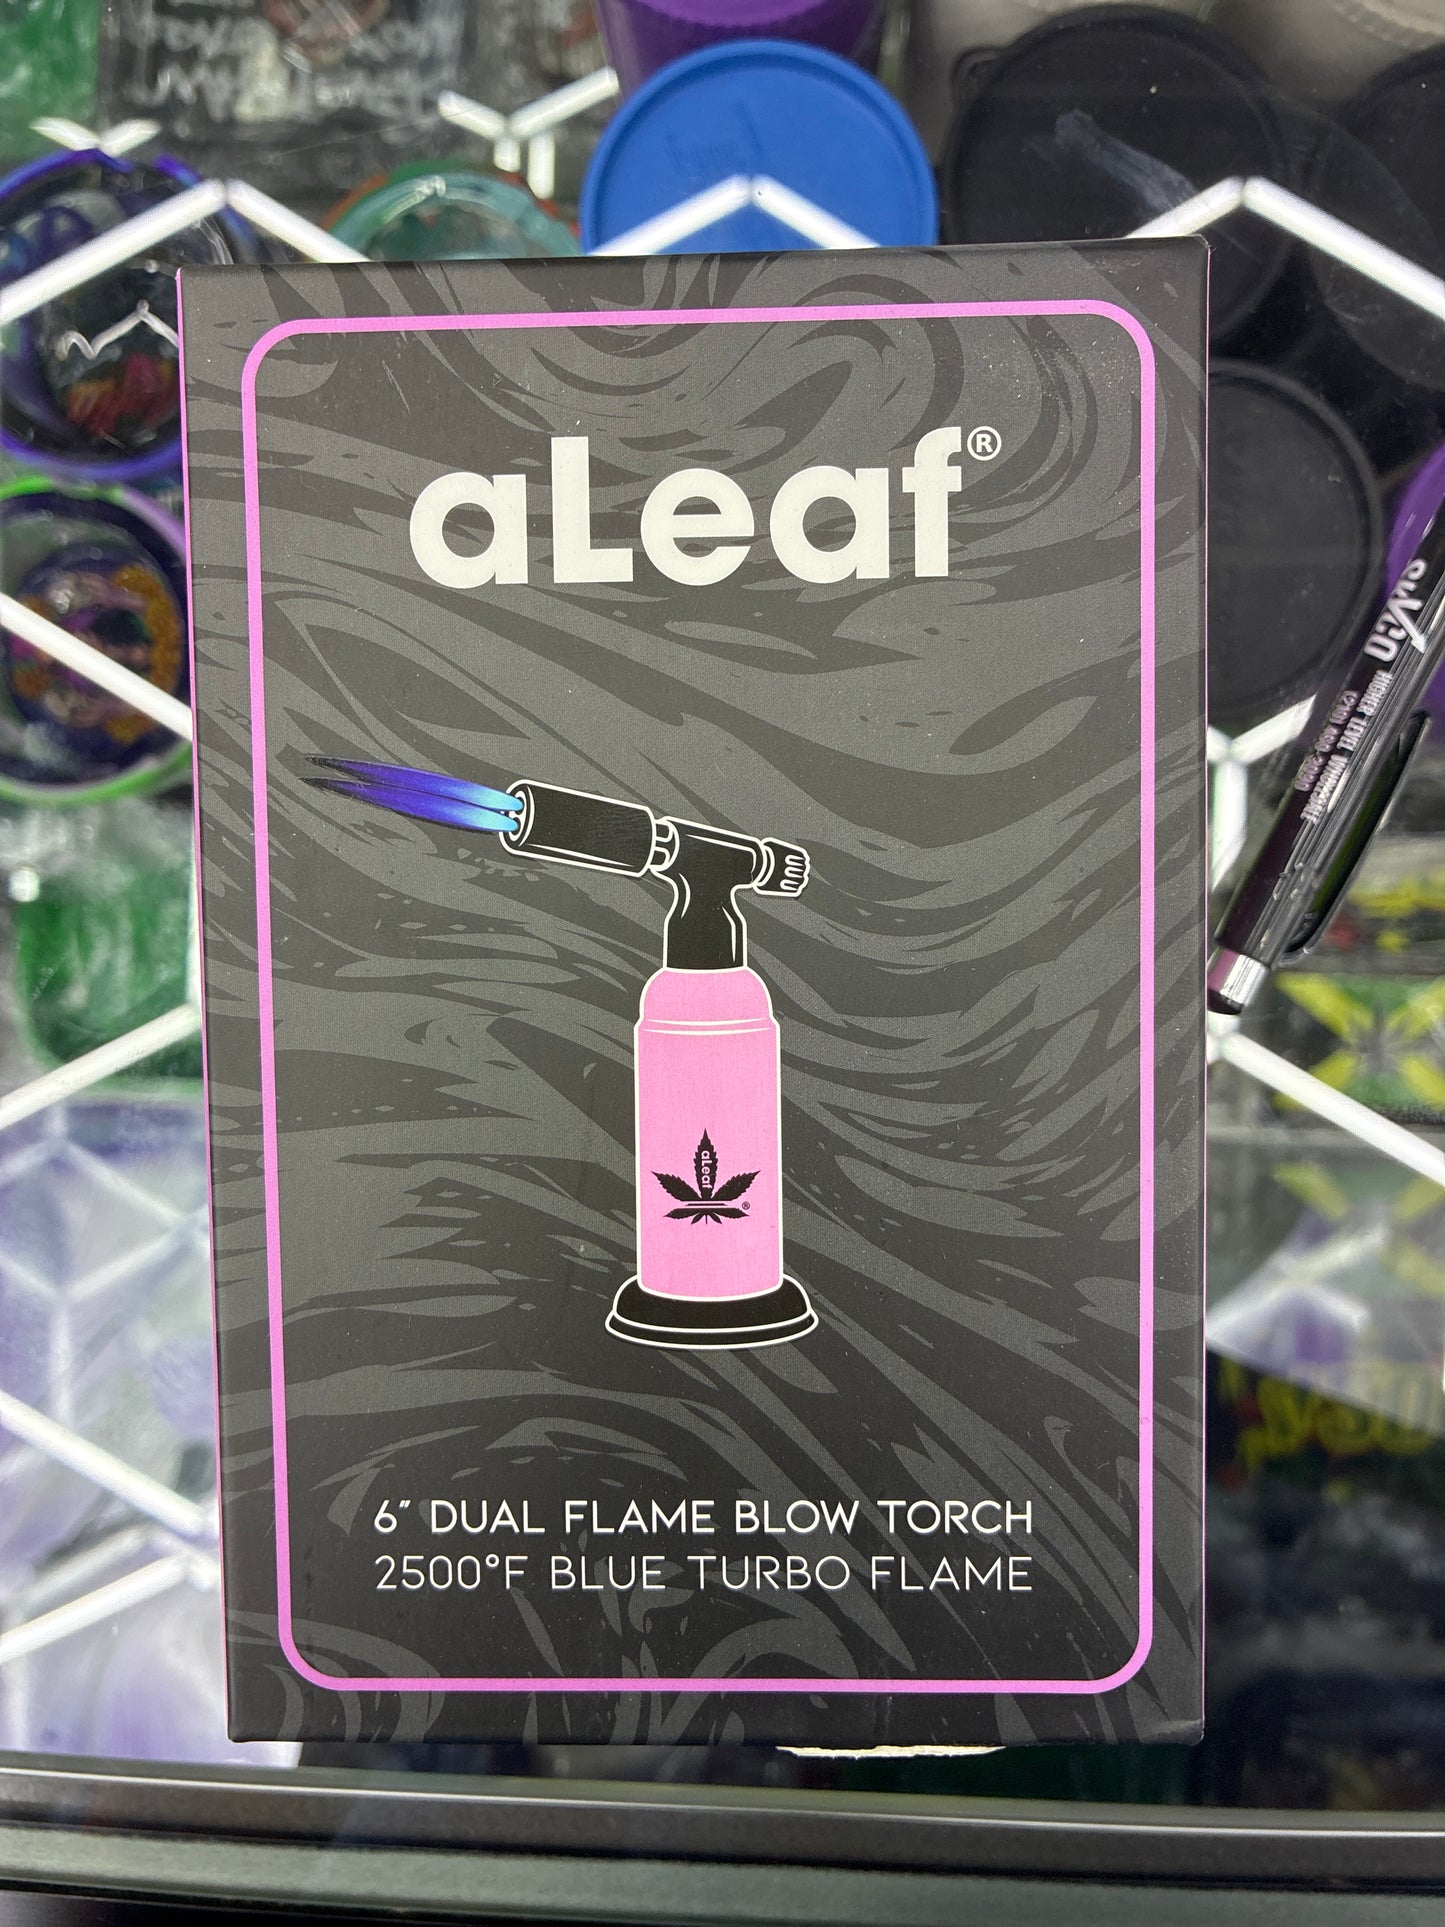 aLeaf®
aLeaf
®
6" DUAL FLAME BLOW TORCH
2500°F BLUE TURBO FLAME
HIGHER LEVEL